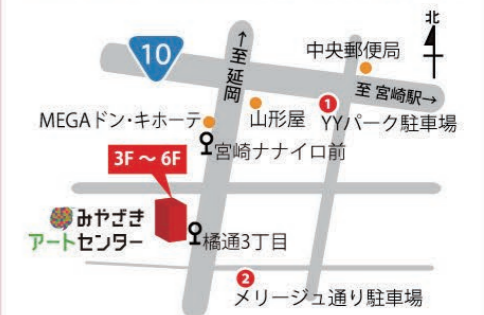 北
10
↑至 延岡
中央郵便局
至 宮崎駅→
MEGAドン・キホーテ
山形屋
1
YYパーク駐車場
宮崎ナナイロ前
3F ～ 6F
みやざき
アートセンター
橘通3丁目
2
メリージュ通り駐車場